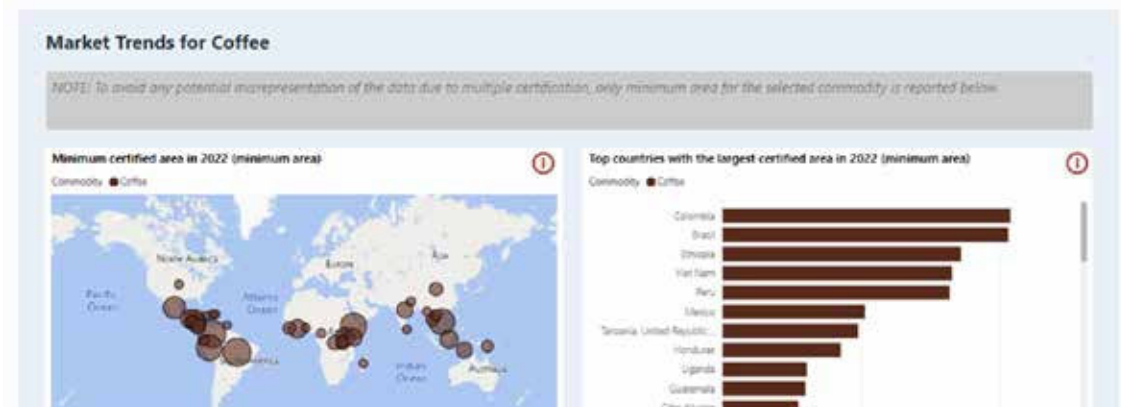 Market Trends for Coffee
NOTE! To avoid any potential misrepresentation of the data due to multiple certification, only minimum area for the selected commodity is reported below.
Minimum certified area in 2022 (minimum area)
Commodity Coffee
North America
Europe
Asia
Pacific
Ocean
Atlantic
Ocean
Indian
Ocean
Australia
Top countries with the largest certified area in 2022 (minimum area)
Commodity Coffee
Colombia
Brazil
Ethiopia
Viet Nam
Peru
Mexico
Tanzania, United Republic...
Honduras
Uganda
Guatemala